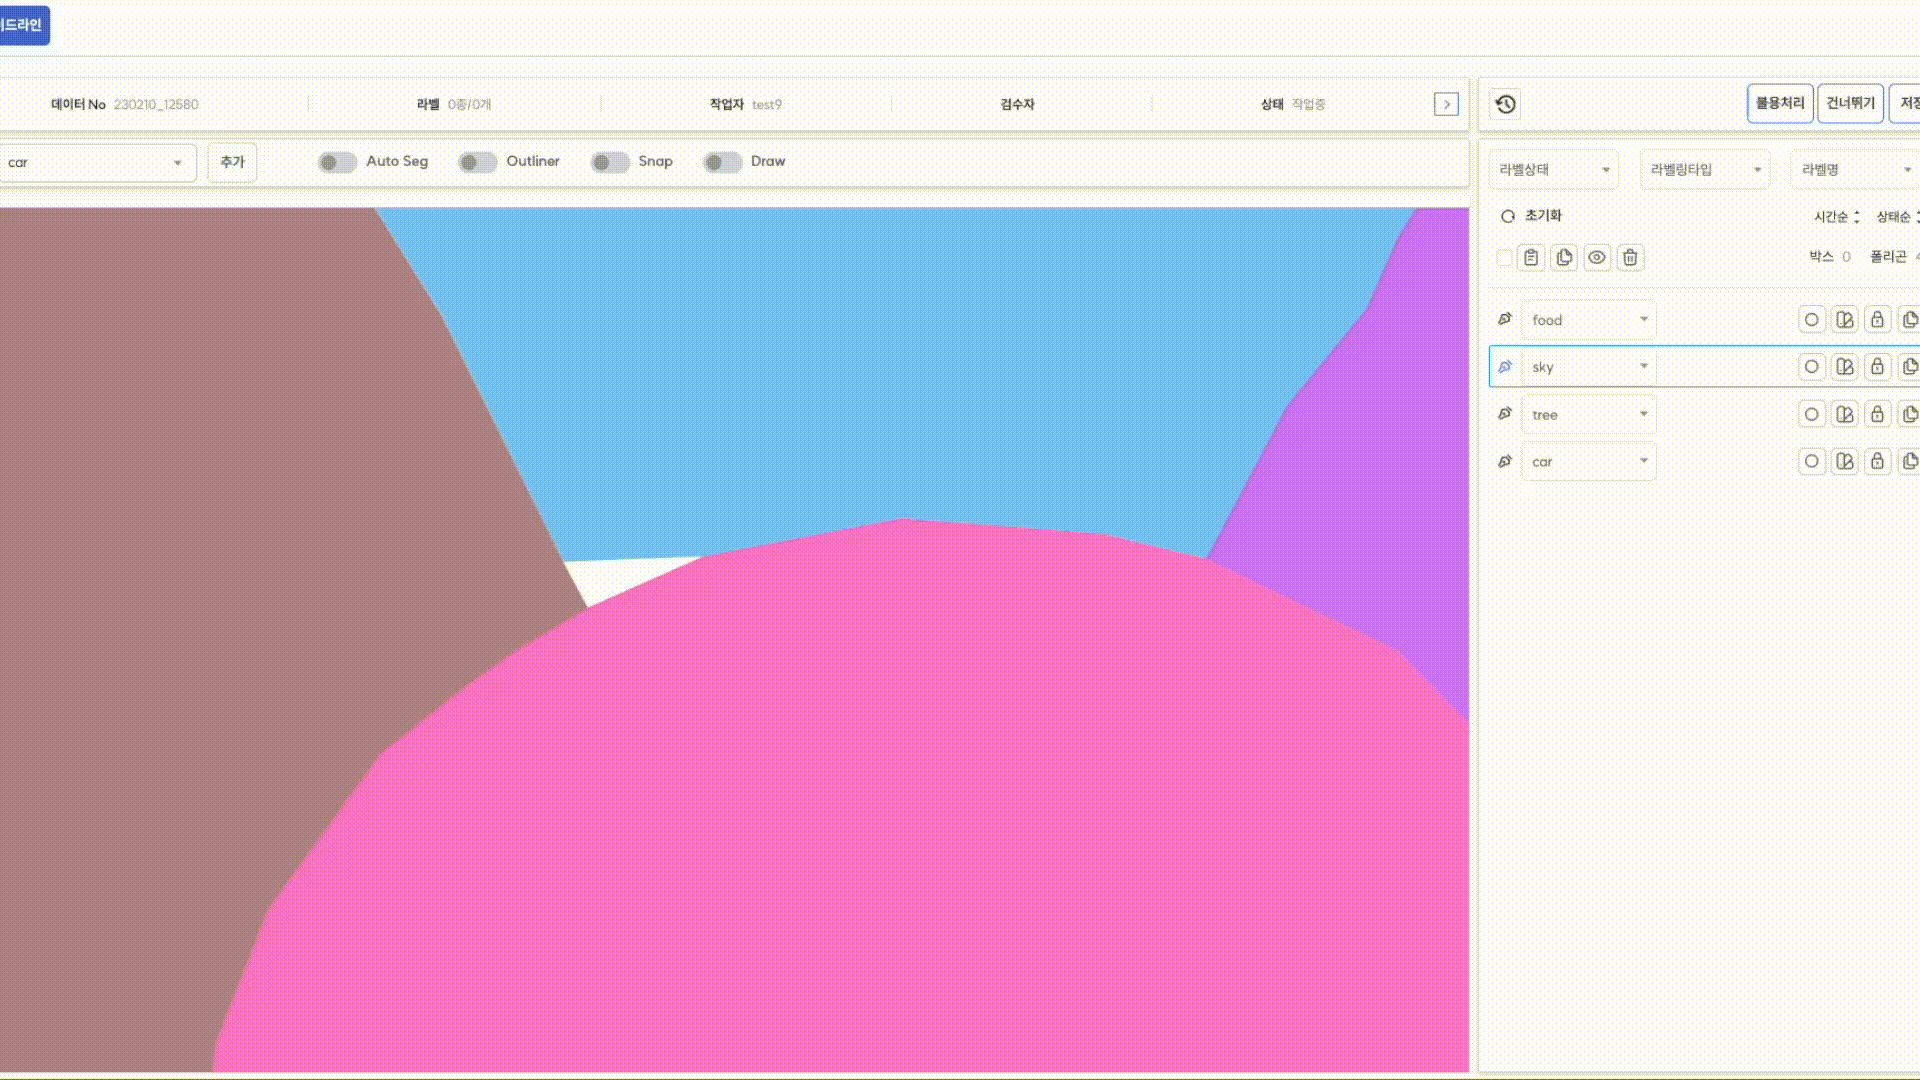 드라인
데이터 No 230210_12580 라벨 0종/0개 작업자 test9 검수자 상태 작업중
불용처리 건너뛰기 저장
car 추가 Auto Seg Outliner Snap Draw
라벨상태 라벨링타입 라벨명
초기화 시간순 상태순
박스 0 폴리곤
food
sky
tree
car